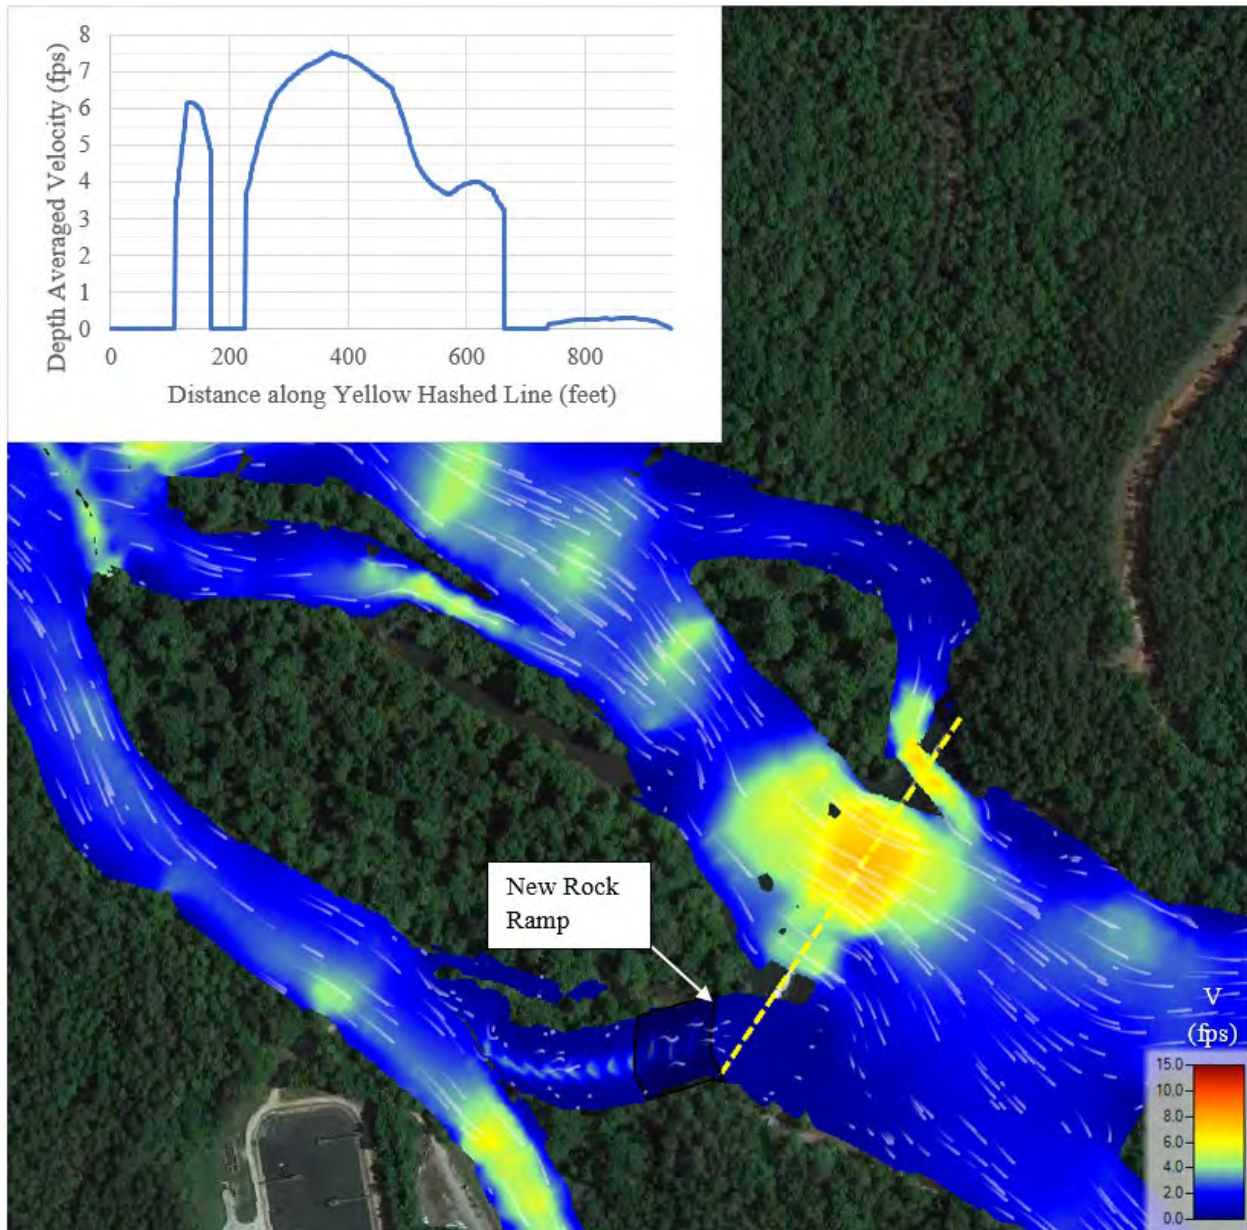 Depth Averaged Velocity (fps)
8
7
6
5
4
3
2
1
0
0 200 400 600 800
Distance along Yellow Hashed Line (feet)
New Rock
Ramp
V
(fps)
15.0
10.0
8.0
6.0
4.0
2.0
0.0